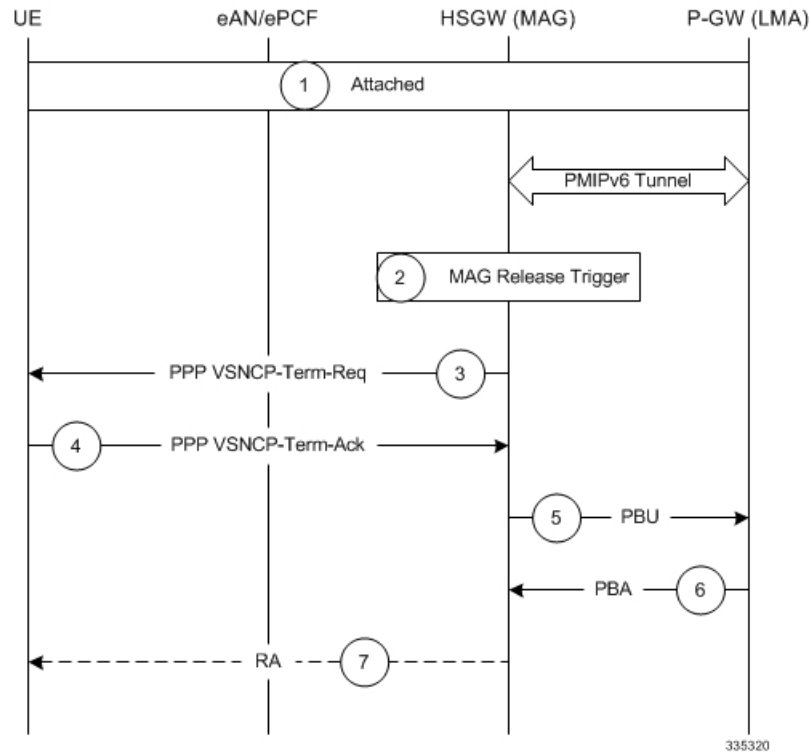 UE eAN/ePCF HSGW (MAG) P-GW (LMA)
1 Attached
PMIPv6 Tunnel
2 MAG Release Trigger
PPP VSNCP-Term-Req 3
4 PPP VSNCP-Term-Ack
5 PBU
PBA 6
RA 7
335320